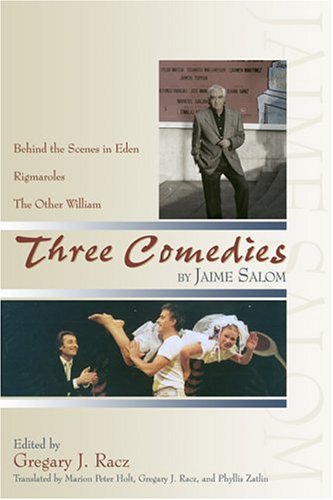 Behind the Scenes in Eden
Rigmaroles
The Other William
Three Comedies
BY JAIME SALOM
JAIME SALOM
Edited by
Gregary J. Racz
Translated by Marion Peter Holt, Gregary J. Racz, and Phyllis Zatlin